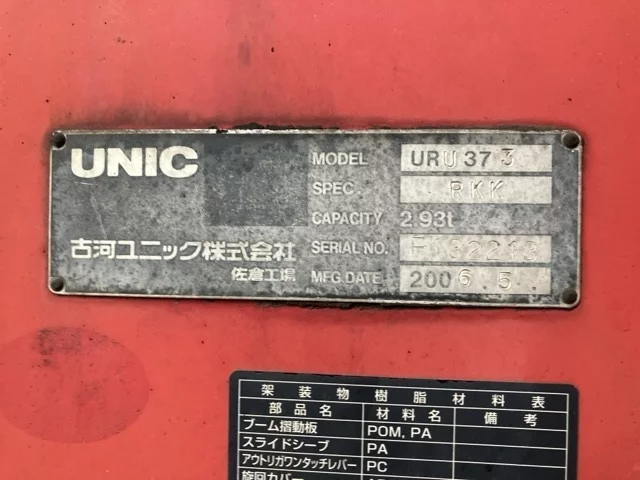 UNIC
MODEL URU373
SPEC. RKK
CAPACITY 2.93t
古河ユニック株式会社
SERIAL NO.
佐倉工場
MFG.DATE 2006.5.
架装物樹脂材料表
部品名 材料名 備考
ブーム摺動板 POM, PA
スライドシーブ PA
アウトリガワンタッチレバー PC
旋回カバー